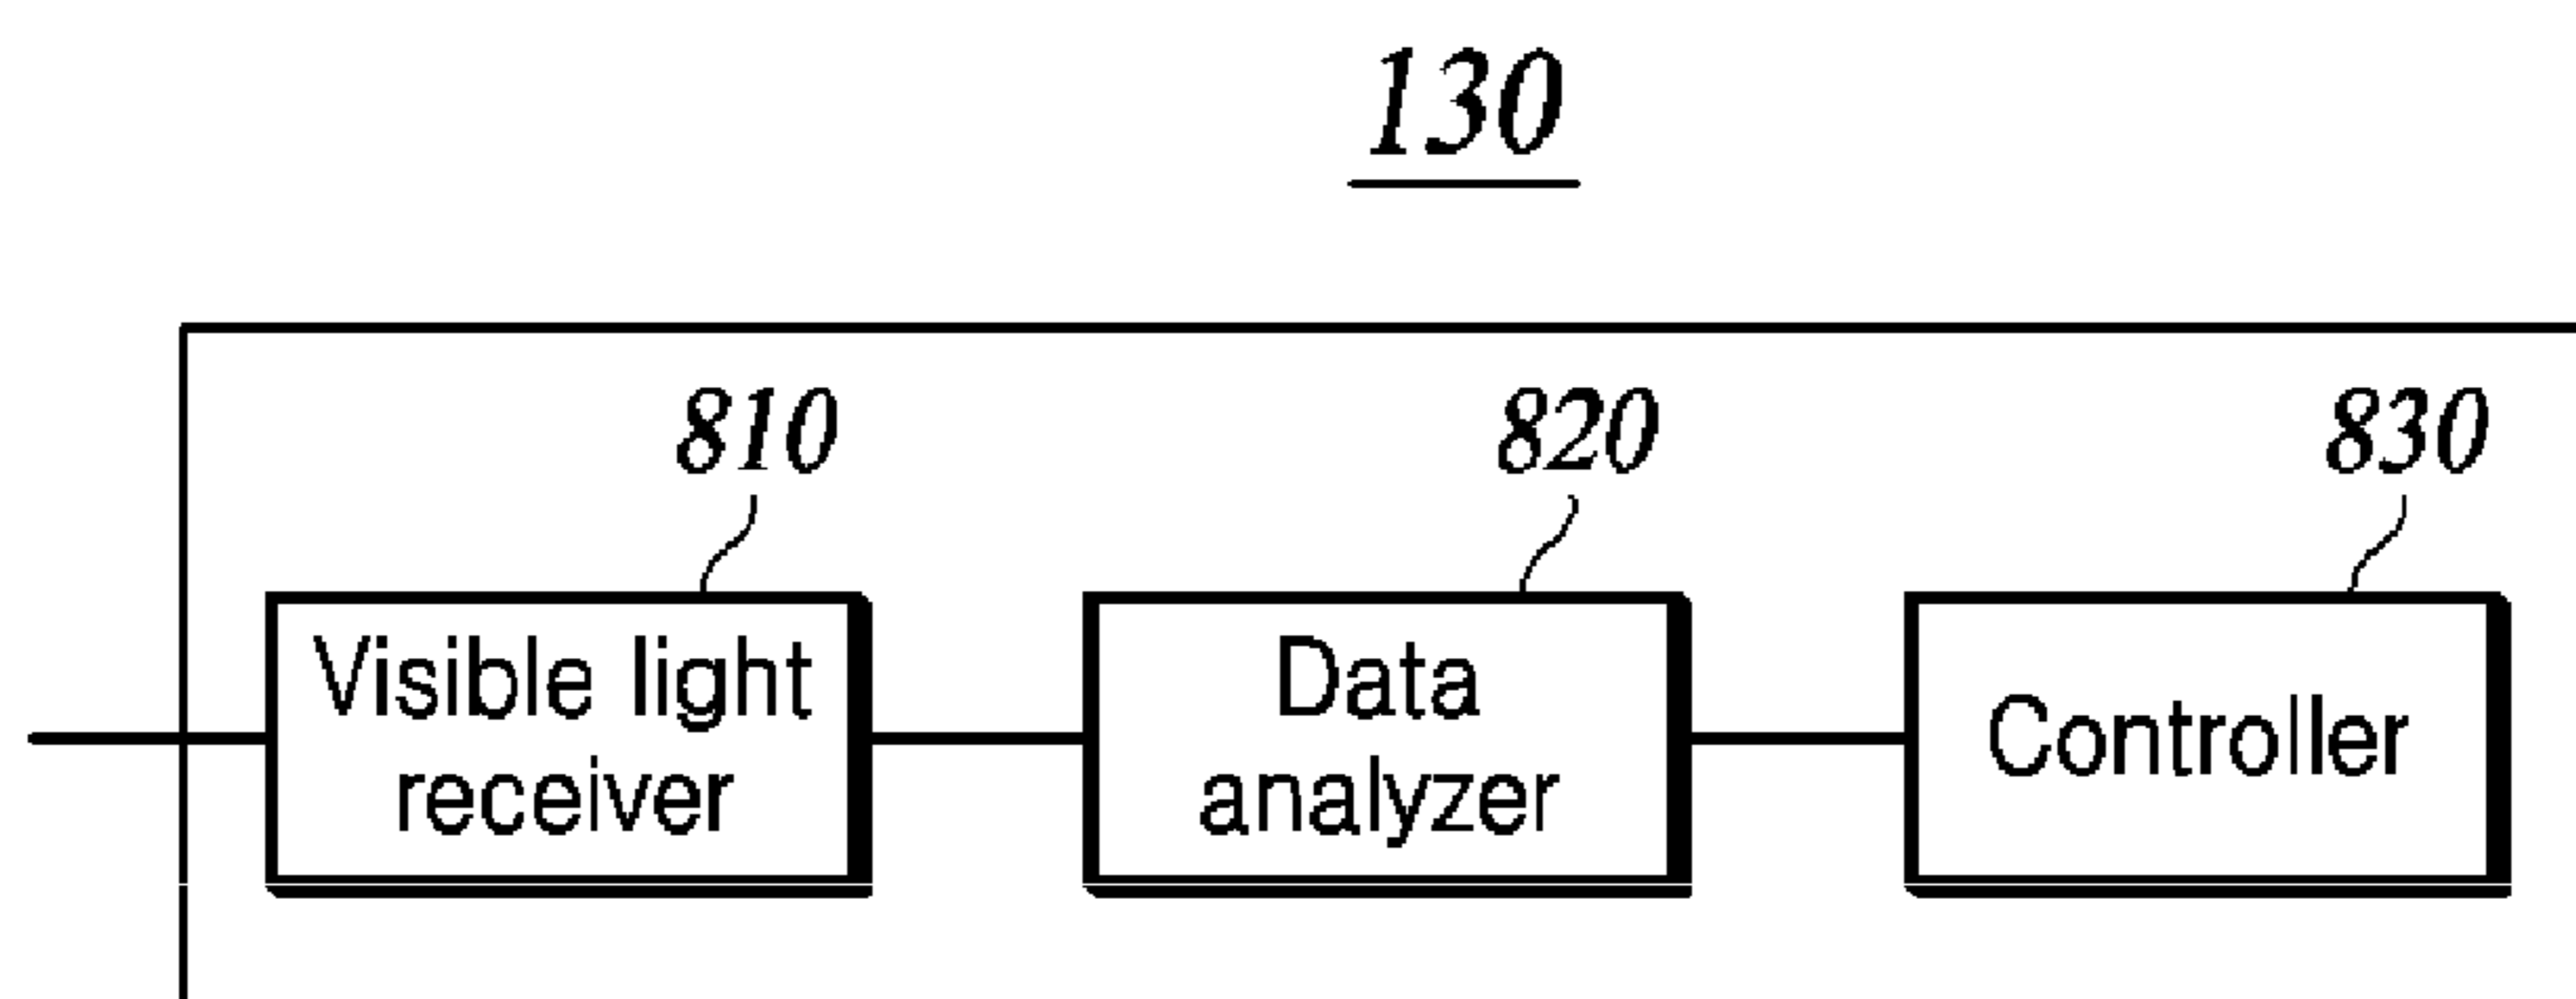 130
810
820
830
Visible light
receiver
Data
analyzer
Controller